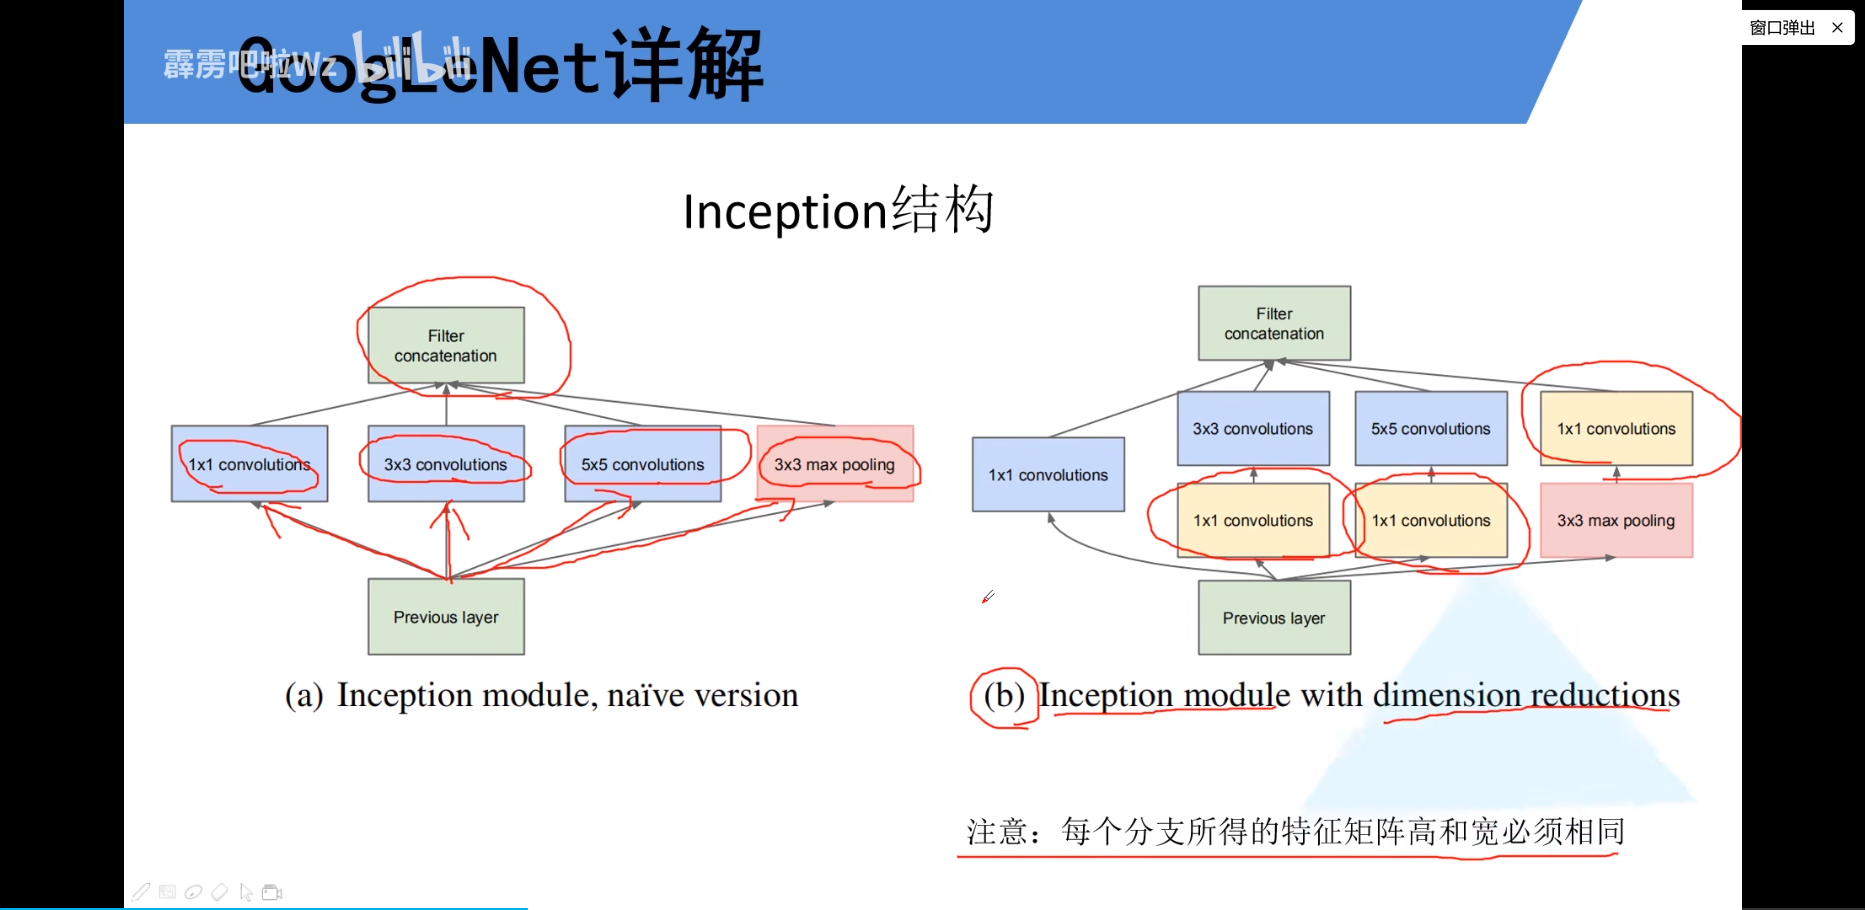 窗口弹出 ×
GoogLeNet详解
霹雳吧啦Wz bilibili
Inception结构
Filter
concatenation
1x1 convolutions
3x3 convolutions
5x5 convolutions
3x3 max pooling
Previous layer
(a) Inception module, naïve version
Filter
concatenation
3x3 convolutions
5x5 convolutions
1x1 convolutions
1x1 convolutions
1x1 convolutions
1x1 convolutions
3x3 max pooling
Previous layer
(b) Inception module with dimension reductions
注意：每个分支所得的特征矩阵高和宽必须相同